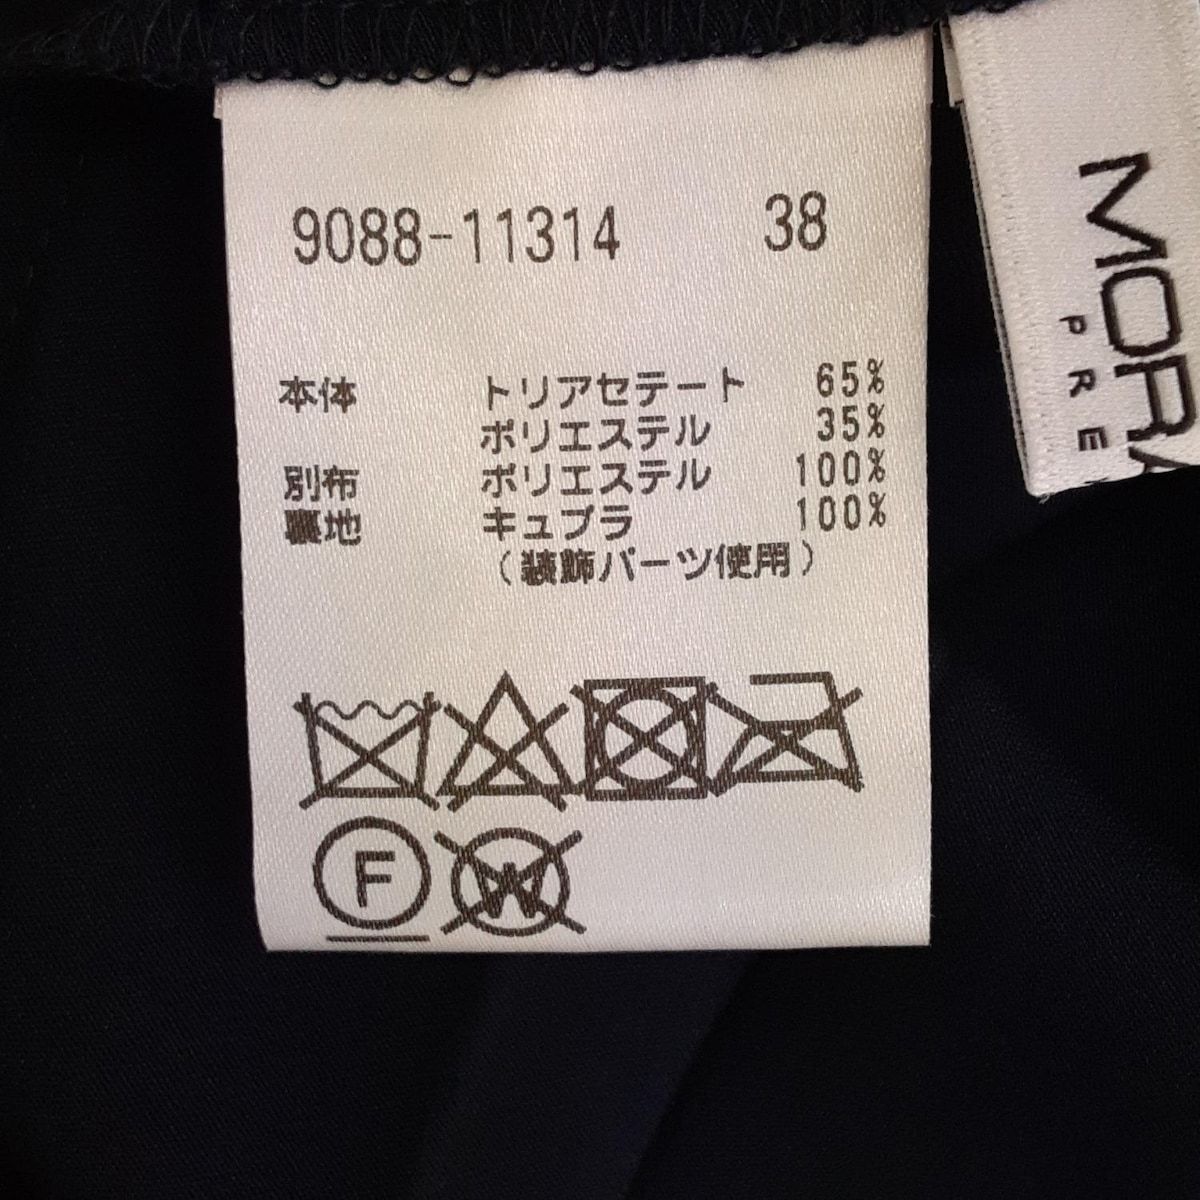 9088-11314 38
本体 トリアセテート 65%
ポリエステル 35%
別布 ポリエステル 100%
裏地 キュプラ 100%
(装飾パーツ使用)
F
W
MOR
PRE